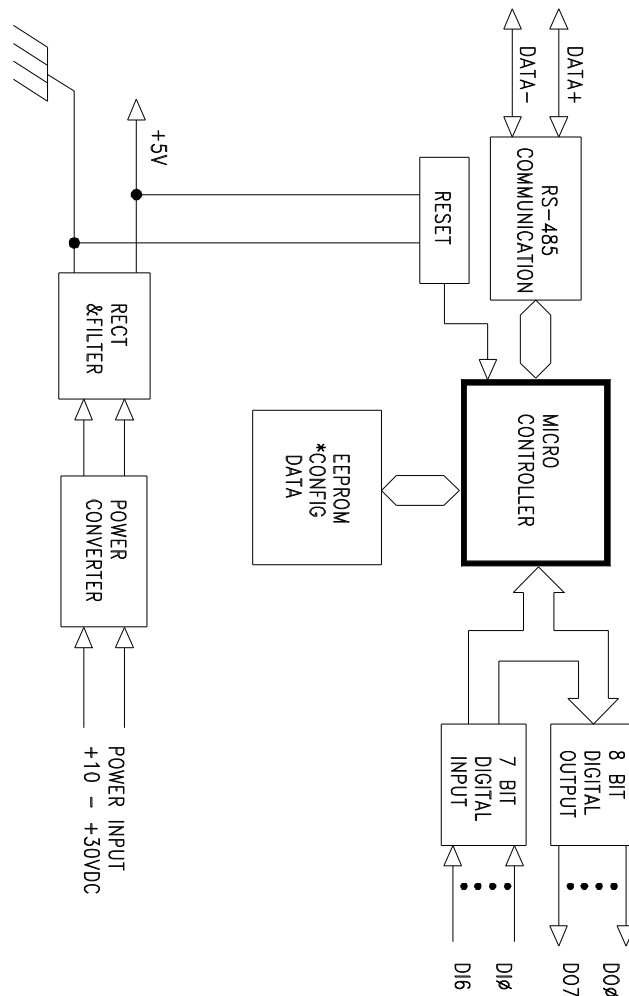 DATA+
DATA-
RS-485
COMMUNICATION
+5V
RESET
RECT
&FILTER
MICRO
CONTROLLER
EEPROM
*CONFIG
DATA
POWER
CONVERTER
POWER INPUT
+10 - +30VDC
8 BIT
DIGITAL
OUTPUT
7 BIT
DIGITAL
INPUT
DOø
DO7
DIø
DI6